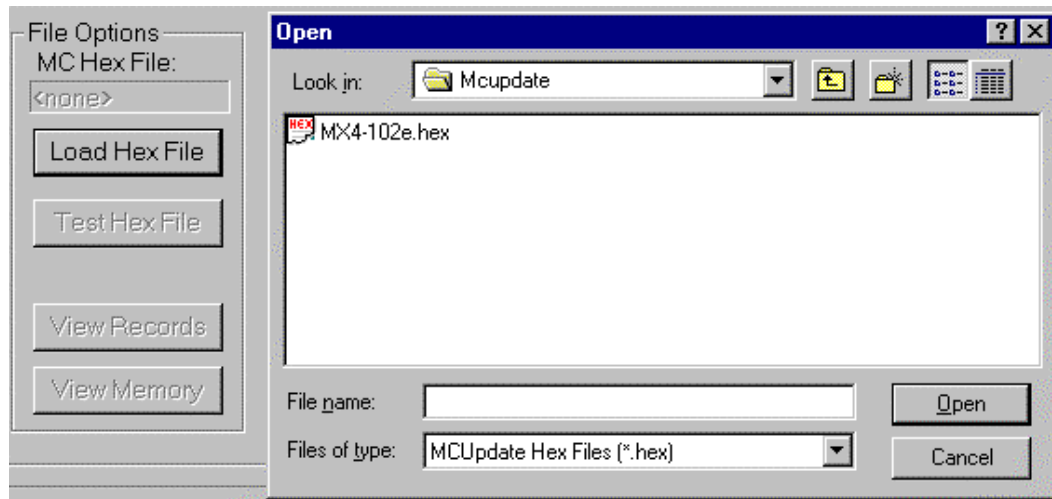 File Options
MC Hex File:
<none>
Load Hex File
Test Hex File
View Records
View Memory
Open
Look in:
Mcupdate
HEX
MX4-102e.hex
File name:
Open
Files of type:
MCUpdate Hex Files (*.hex)
Cancel